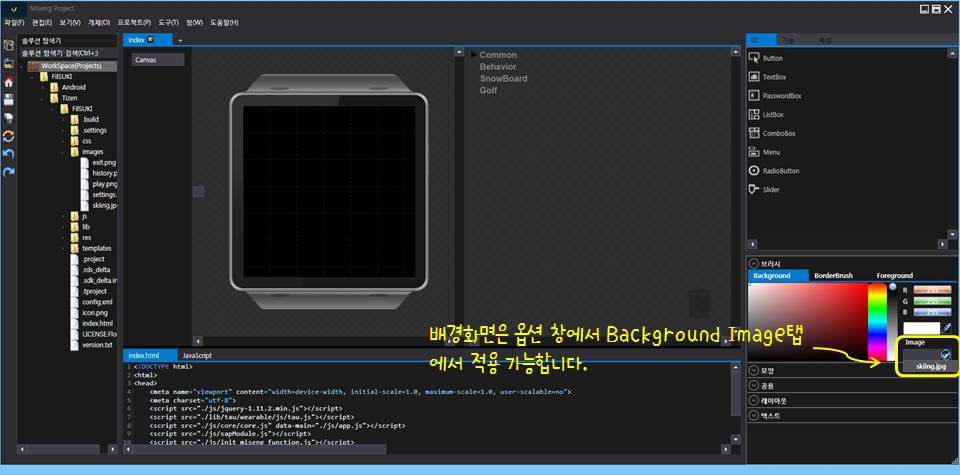 Miseng Project
파일(F) 편집(E) 보기(V) 개체(O) 프로젝트(P) 도구(T) 창(W) 도움말(H)
솔루션 탐색기
솔루션 탐색기 검색(Ctrl+;)
WorkSpace(Projects)
FilSUKI
Android
Tizen
FilSUKI
.build
.settings
css
images
exit.png
history.p
play.png
settings.
skiing.jp
js
lib
res
templates
.project
.rds_delta
.sdk_delta.in
.tproject
config.xml
icon.png
index.html
LICENSE.Flo
version.txt
index
+
Canvas
Common
Behavior
SnowBoard
Golf
UI 기능 속성
Button
TextBox
PasswordBox
ListBox
ComboBox
Menu
RadioButton
Slider
브러시
Background BorderBrush Foreground
R 255
G 255
B 255
Image
skiing.jpg
모양
공용
레이아웃
텍스트
배경화면은 옵션 창에서 Background Image탭
에서 적용 가능합니다.
index.html JavaScript
1 <!DOCTYPE html>
2 <html>
3 <head>
4 <meta name="viewport" content="width=device-width, initial-scale=1.0, maximum-scale=1.0, user-scalable=no">
5 <meta charset="utf-8">
6 <script src="./js/jquery-1.11.2.min.js"></script>
7 <script src="./lib/tau/wearable/js/tau.js"></script>
8 <script src="./js/core/core.js" data-main="./js/app.js"></script>
9 <script src="./js/sapModule.js"></script>
10 <script src="./js/init_miseng_function.js"></script>